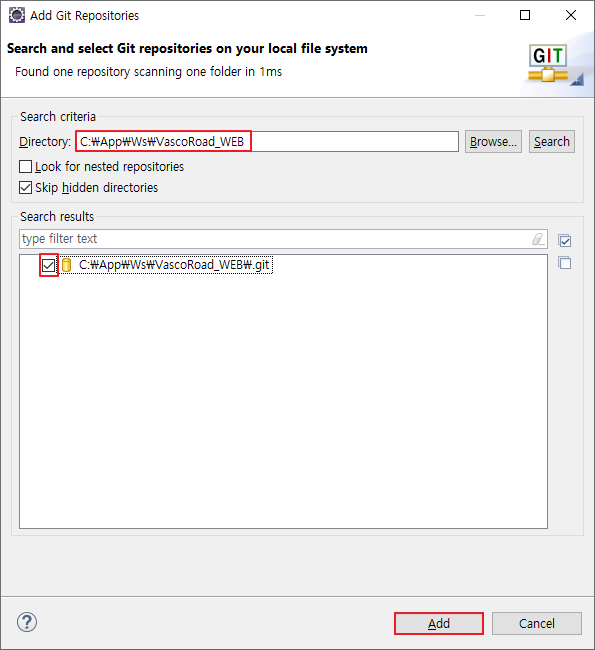 Add Git Repositories
Search and select Git repositories on your local file system
Found one repository scanning one folder in 1ms
GIT
Search criteria
Directory: C:₩App₩Ws₩VascoRoad_WEB Browse... Search
Look for nested repositories
Skip hidden directories
Search results
type filter text
C:₩App₩Ws₩VascoRoad_WEB₩.git
Add Cancel